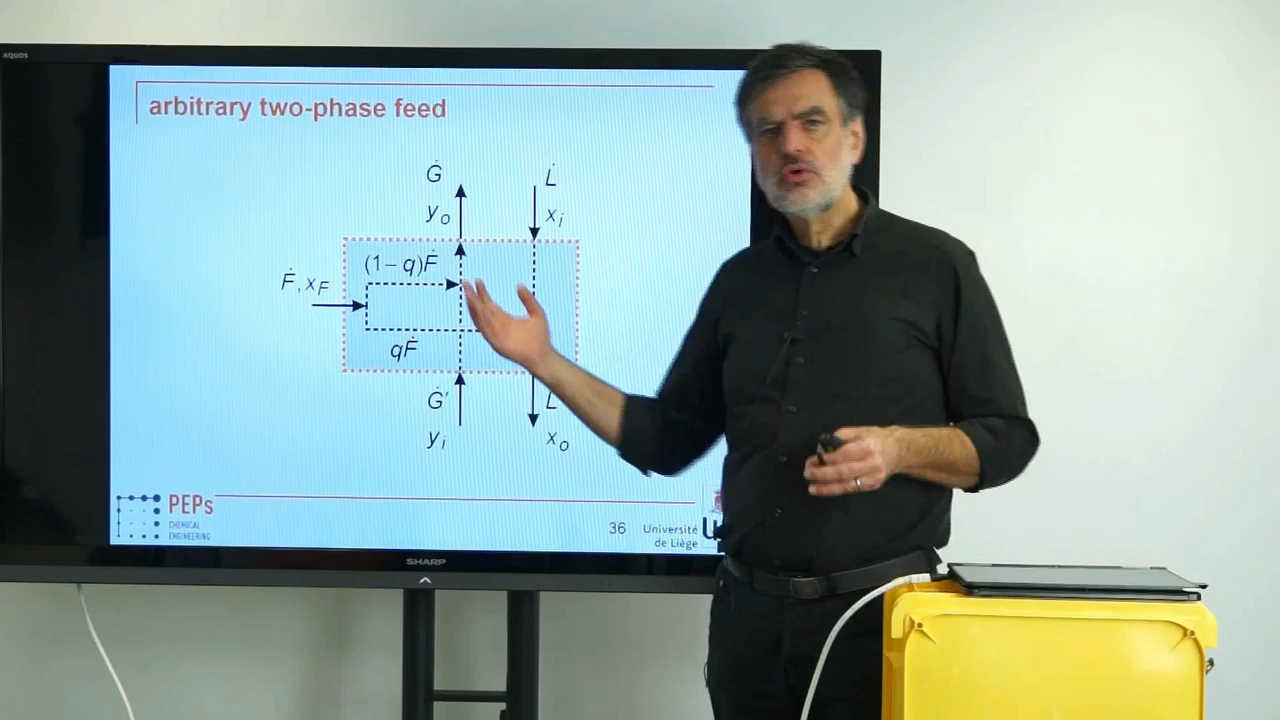 AQUOS
arbitrary two-phase feed
Ġ
L̇
y_o
x_i
(1−q)Ḟ
Ḟ, x_F
qḞ
Ġ'
L
y_i
x_o
PEPs
CHEMICAL
ENGINEERING
36
Université
de Liège
SHARP